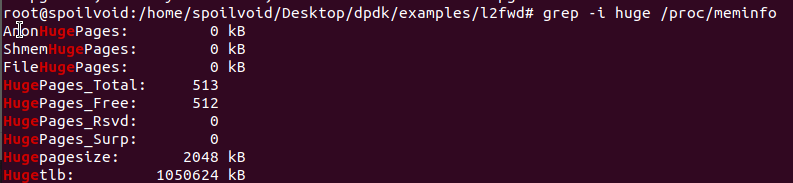 root@spoilvoid:/home/spoilvoid/Desktop/dpdk/examples/l2fwd# grep -i huge /proc/meminfo
AnonHugePages:         0 kB
ShmemHugePages:        0 kB
FileHugePages:         0 kB
HugePages_Total:     513
HugePages_Free:      512
HugePages_Rsvd:        0
HugePages_Surp:        0
Hugepagesize:       2048 kB
Hugetlb:         1050624 kB